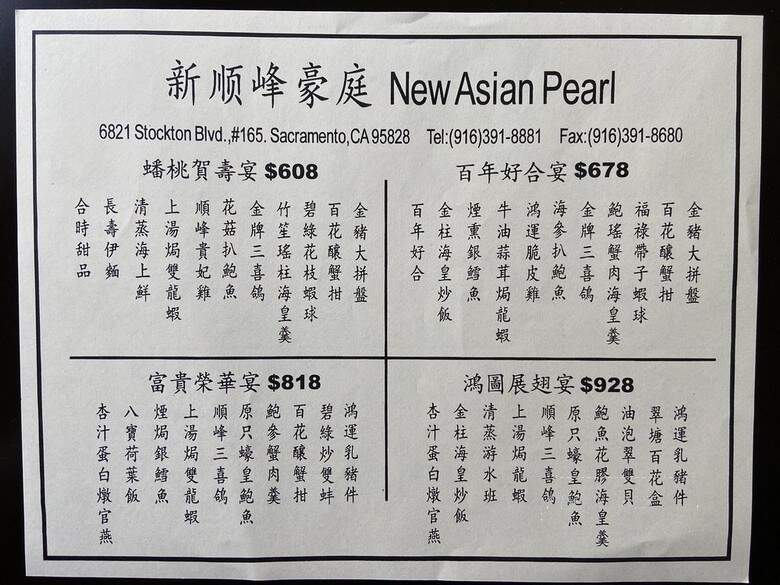 新顺峰豪庭 New Asian Pearl
6821 Stockton Blvd.,#165. Sacramento,CA 95828 Tel:(916)391-8881 Fax:(916)391-8680
蟠桃賀壽宴 $608
金豬大拼盤
百花釀蟹拑
碧綠花枝蝦球
竹笙瑤柱海皇羹
金牌三喜鴿
花菇扒鮑魚
順峰貴妃雞
上湯焗雙龍蝦
清蒸海上鮮
長壽伊麵
合時甜品
百年好合宴 $678
金豬大拼盤
百花釀蟹拑
福祿帶子蝦球
鮑瑤蟹肉海皇羹
金牌三喜鴿
海參扒鮑魚
鴻運脆皮雞
牛油蒜茸焗龍蝦
煙熏銀鱈魚
金柱海皇炒飯
百年好合
富貴榮華宴 $818
鴻運乳豬件
碧綠炒雙蚌
百花釀蟹拑
鮑參蟹肉羹
原只蠔皇鮑魚
順峰三喜鴿
上湯焗雙龍蝦
煙焗銀鱈魚
八寶荷葉飯
杏汁蛋白燉官燕
鴻圖展翅宴 $928
鴻運乳豬件
翠塘百花盒
油泡翠雙貝
鮑魚花膠海皇羹
原只蠔皇鮑魚
順峰三喜鴿
上湯焗龍蝦
清蒸游水班
金柱海皇炒飯
杏汁蛋白燉官燕